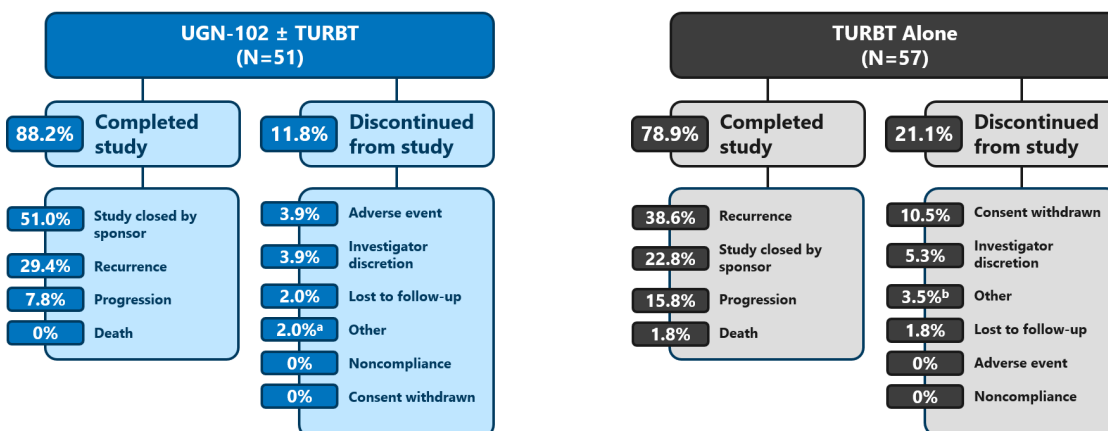 UGN-102 ± TURBT
(N=51)
88.2%
Completed
study
11.8%
Discontinued
from study
51.0%
Study closed by
sponsor
29.4%
Recurrence
7.8%
Progression
0%
Death
3.9%
Adverse event
3.9%
Investigator
discretion
2.0%
Lost to follow-up
2.0%ᵃ
Other
0%
Noncompliance
0%
Consent withdrawn
TURBT Alone
(N=57)
78.9%
Completed
study
21.1%
Discontinued
from study
38.6%
Recurrence
22.8%
Study closed by
sponsor
15.8%
Progression
1.8%
Death
10.5%
Consent withdrawn
5.3%
Investigator
discretion
3.5%ᵇ
Other
1.8%
Lost to follow-up
0%
Adverse event
0%
Noncompliance